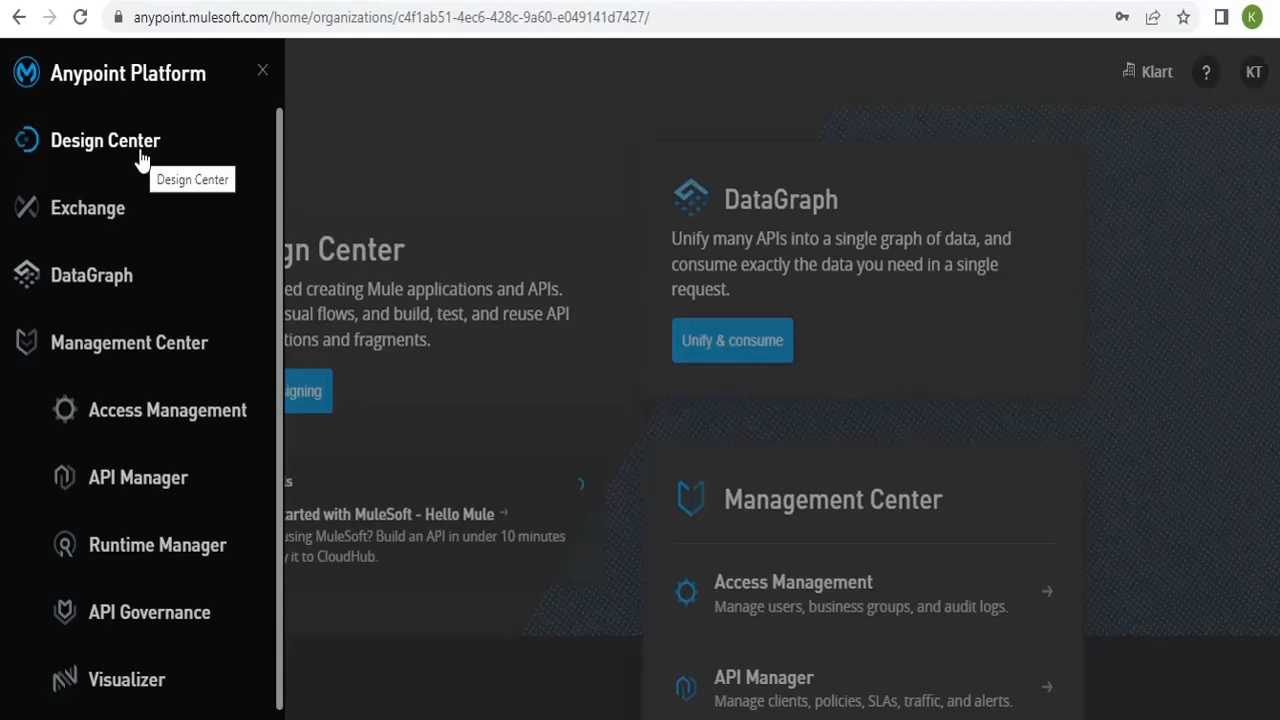 anypoint.mulesoft.com/home/organizations/c4f1ab51-4ec6-428c-9a60-e049141d7427/
K
Anypoint Platform
Klart
?
KT
Design Center
Design Center
Exchange
DataGraph
Management Center
Access Management
API Manager
Runtime Manager
API Governance
Visualizer
gn Center
ed creating Mule applications and APIs.
sual flows, and build, test, and reuse API
tions and fragments.
signing
ls
tarted with MuleSoft - Hello Mule →
using MuleSoft? Build an API in under 10 minutes
y it to CloudHub.
DataGraph
Unify many APIs into a single graph of data, and
consume exactly the data you need in a single
request.
Unify & consume
Management Center
Access Management
Manage users, business groups, and audit logs.
API Manager
Manage clients, policies, SLAs, traffic, and alerts.